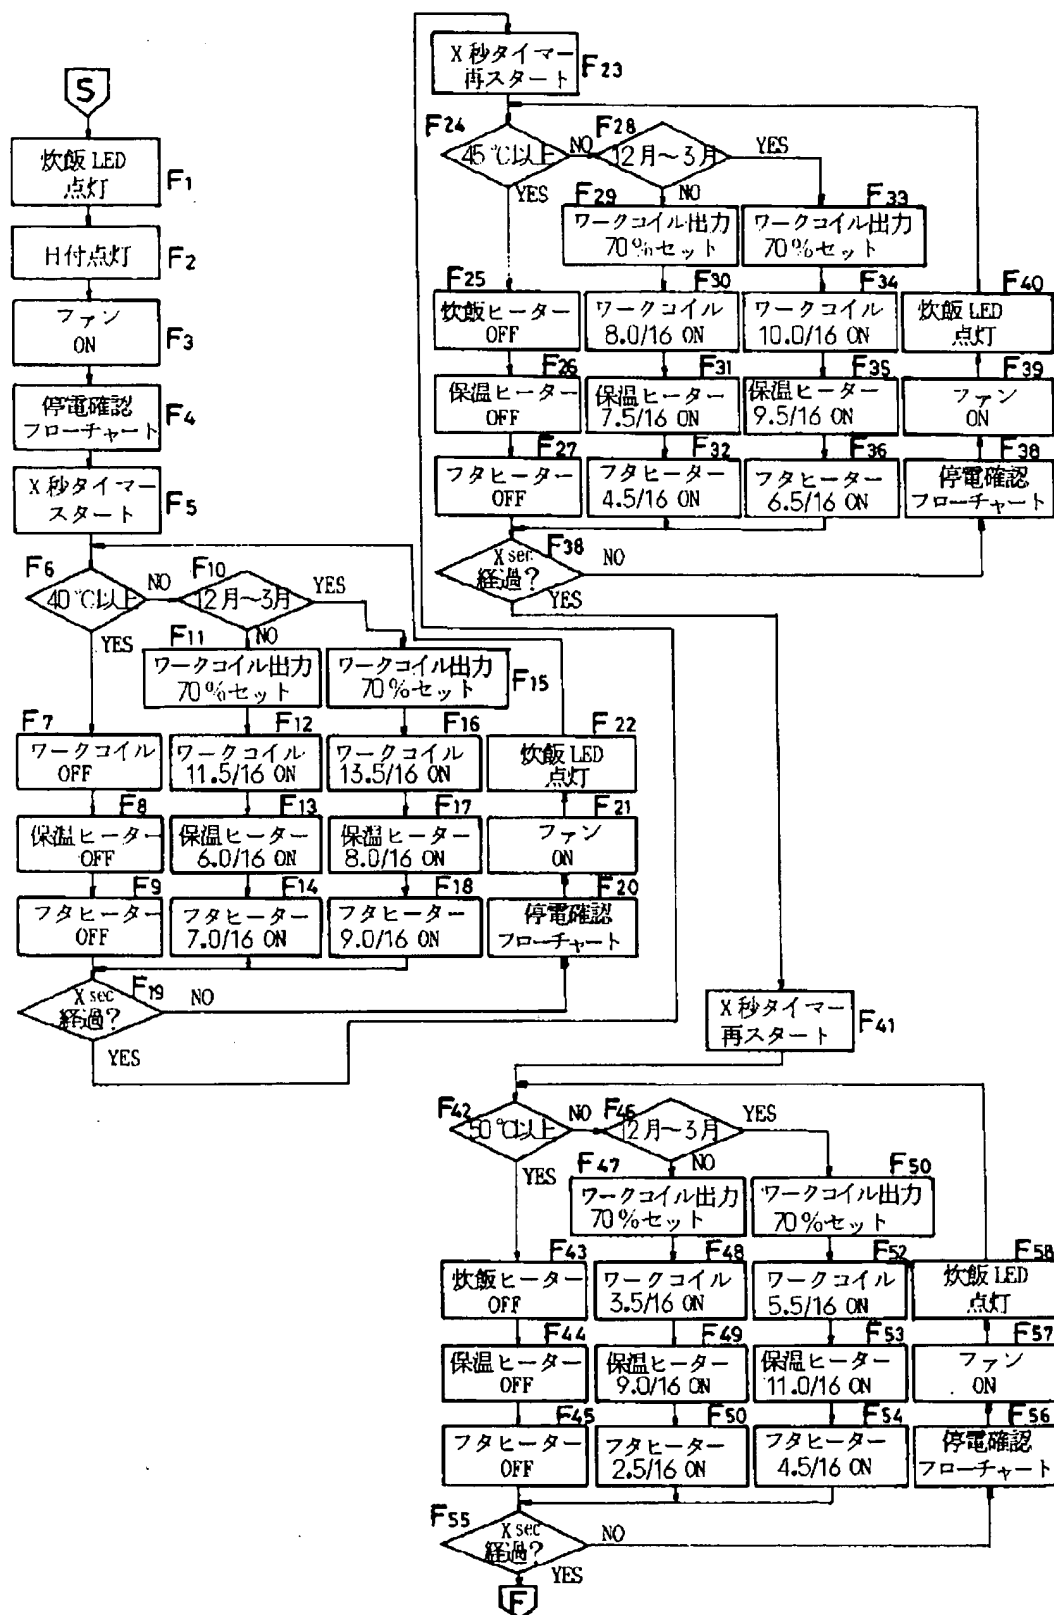 S
炊飯 LED
点灯
F1
日付点灯
F2
ファン
ON
F3
停電確認
フローチャート
F4
X 秒タイマー
スタート
F5
F6
40℃以上
NO
YES
F10
12月～3月
YES
NO
F11
ワークコイル出力
70%セット
ワークコイル出力
70%セット
F15
F7
ワークコイル
OFF
F12
ワークコイル
11.5/16 ON
F16
ワークコイル
13.5/16 ON
F22
炊飯 LED
点灯
F8
保温ヒーター
OFF
F13
保温ヒーター
6.0/16 ON
F17
保温ヒーター
8.0/16 ON
F21
ファン
ON
F9
フタヒーター
OFF
F14
フタヒーター
7.0/16 ON
F18
フタヒーター
9.0/16 ON
F20
停電確認
フローチャート
F19
X sec
経過?
NO
YES
X 秒タイマー
再スタート
F23
F24
45℃以上
NO
YES
F28
12月～3月
YES
NO
F29
ワークコイル出力
70%セット
F33
ワークコイル出力
70%セット
F25
炊飯ヒーター
OFF
F30
ワークコイル
8.0/16 ON
F34
ワークコイル
10.0/16 ON
F40
炊飯 LED
点灯
F26
保温ヒーター
OFF
F31
保温ヒーター
7.5/16 ON
F35
保温ヒーター
9.5/16 ON
F39
ファン
ON
F27
フタヒーター
OFF
F32
フタヒーター
4.5/16 ON
F36
フタヒーター
6.5/16 ON
F38
停電確認
フローチャート
F38
X sec
経過?
NO
YES
X 秒タイマー
再スタート
F41
F42
50℃以上
NO
YES
F46
12月～3月
YES
NO
F47
ワークコイル出力
70%セット
F50
ワークコイル出力
70%セット
F43
炊飯ヒーター
OFF
F48
ワークコイル
3.5/16 ON
F52
ワークコイル
5.5/16 ON
F58
炊飯 LED
点灯
F44
保温ヒーター
OFF
F49
保温ヒーター
9.0/16 ON
F53
保温ヒーター
11.0/16 ON
F57
ファン
ON
F45
フタヒーター
OFF
F50
フタヒーター
2.5/16 ON
F54
フタヒーター
4.5/16 ON
F56
停電確認
フローチャート
F55
X sec
経過?
NO
YES
F